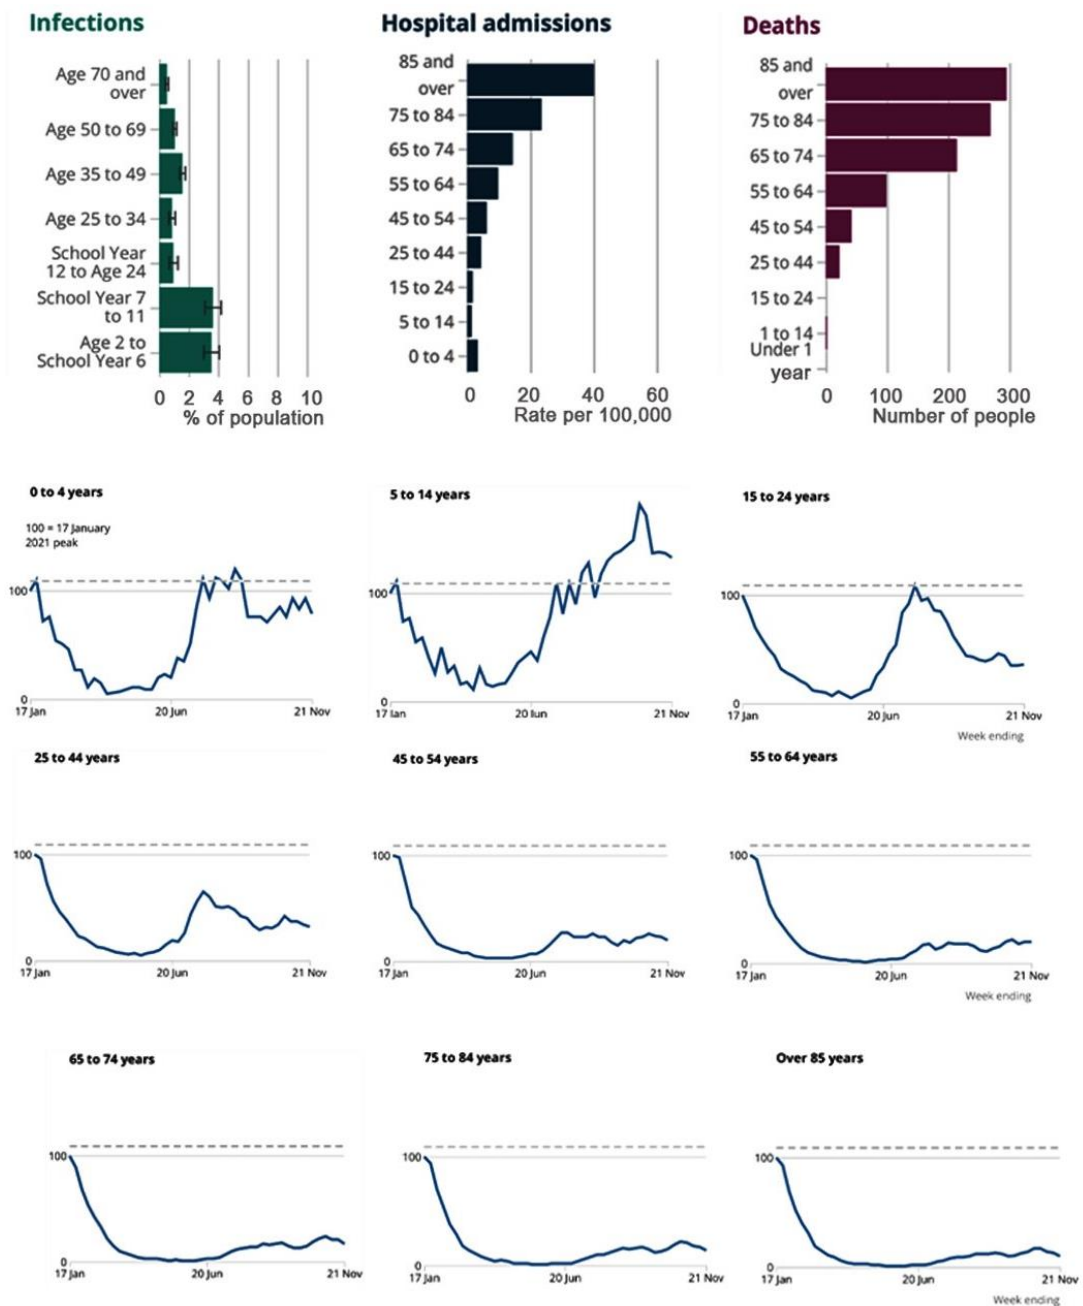 Infections
Age 70 and
over
Age 50 to 69
Age 35 to 49
Age 25 to 34
School Year
12 to Age 24
School Year 7
to 11
Age 2 to
School Year 6
0 2 4 6 8 10
% of population
Hospital admissions
85 and
over
75 to 84
65 to 74
55 to 64
45 to 54
25 to 44
15 to 24
5 to 14
0 to 4
0 20 40 60
Rate per 100,000
Deaths
85 and
over
75 to 84
65 to 74
55 to 64
45 to 54
25 to 44
15 to 24
1 to 14
Under 1
year
0 100 200 300
Number of people
0 to 4 years
100 = 17 January
2021 peak
100
0
17 Jan 20 Jun 21 Nov
5 to 14 years
100
0
17 Jan 20 Jun 21 Nov
15 to 24 years
100
0
17 Jan 20 Jun 21 Nov
Week ending
25 to 44 years
100
0
17 Jan 20 Jun 21 Nov
45 to 54 years
100
0
17 Jan 20 Jun 21 Nov
55 to 64 years
100
0
17 Jan 20 Jun 21 Nov
Week ending
65 to 74 years
100
0
17 Jan 20 Jun 21 Nov
75 to 84 years
100
0
17 Jan 20 Jun 21 Nov
Over 85 years
100
0
17 Jan 20 Jun 21 Nov
Week ending